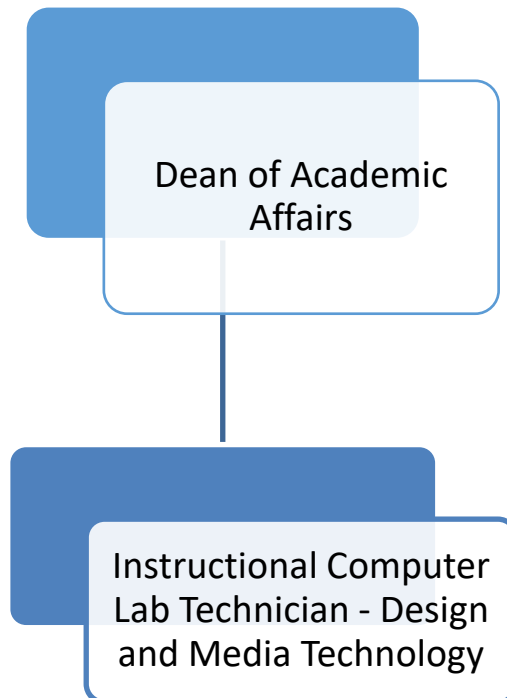 Dean of Academic
Affairs
Instructional Computer
Lab Technician - Design
and Media Technology